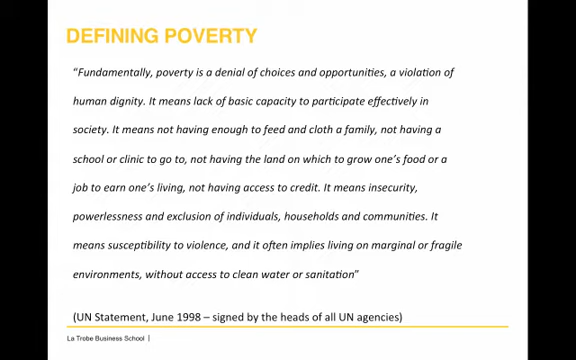 DEFINING POVERTY
“Fundamentally, poverty is a denial of choices and opportunities, a violation of
human dignity. It means lack of basic capacity to participate effectively in
society. It means not having enough to feed and cloth a family, not having a
school or clinic to go to, not having the land on which to grow one’s food or a
job to earn one’s living, not having access to credit. It means insecurity,
powerlessness and exclusion of individuals, households and communities. It
means susceptibility to violence, and it often implies living on marginal or fragile
environments, without access to clean water or sanitation”
(UN Statement, June 1998 – signed by the heads of all UN agencies)
La Trobe Business School |